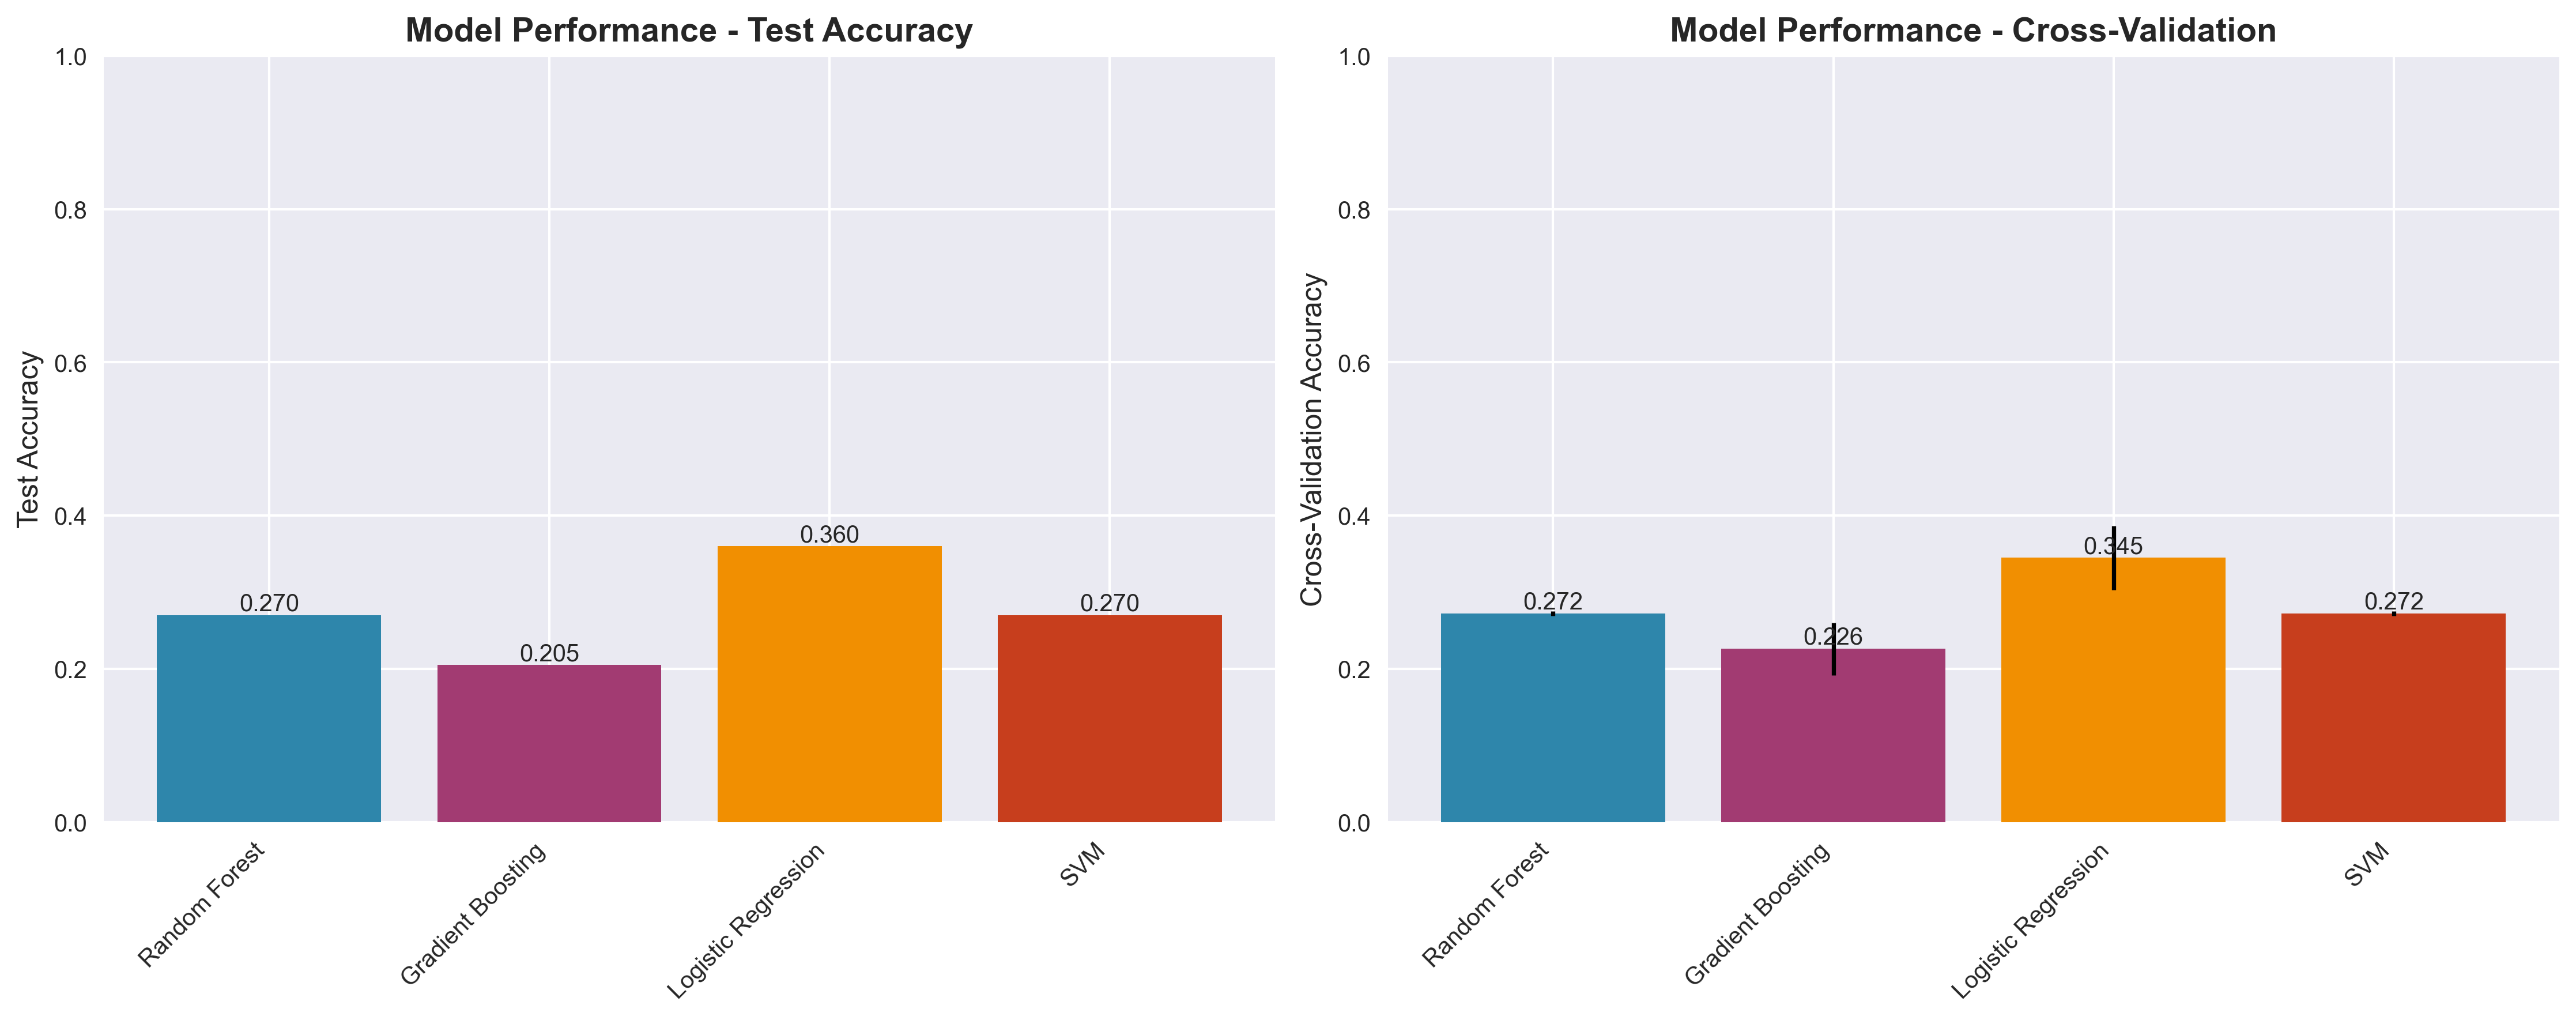 Model Performance - Test Accuracy
Test Accuracy
1.0
0.8
0.6
0.4
0.2
0.0
0.270
0.205
0.360
0.270
Random Forest
Gradient Boosting
Logistic Regression
SVM
Model Performance - Cross-Validation
Cross-Validation Accuracy
1.0
0.8
0.6
0.4
0.2
0.0
0.272
0.226
0.345
0.272
Random Forest
Gradient Boosting
Logistic Regression
SVM